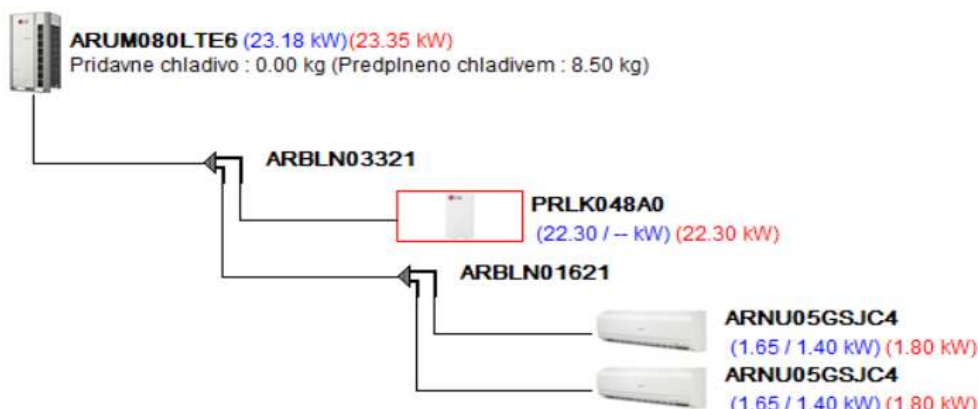 ARUM080LTE6 (23.18 kW)(23.35 kW)
Pridavne chladivo : 0.00 kg (Predplneno chladivem : 8.50 kg)
ARBLN03321
PRLK048A0
(22.30 / -- kW) (22.30 kW)
ARBLN01621
ARNU05GSJC4
(1.65 / 1.40 kW) (1.80 kW)
ARNU05GSJC4
(1.65 / 1.40 kW) (1.80 kW)